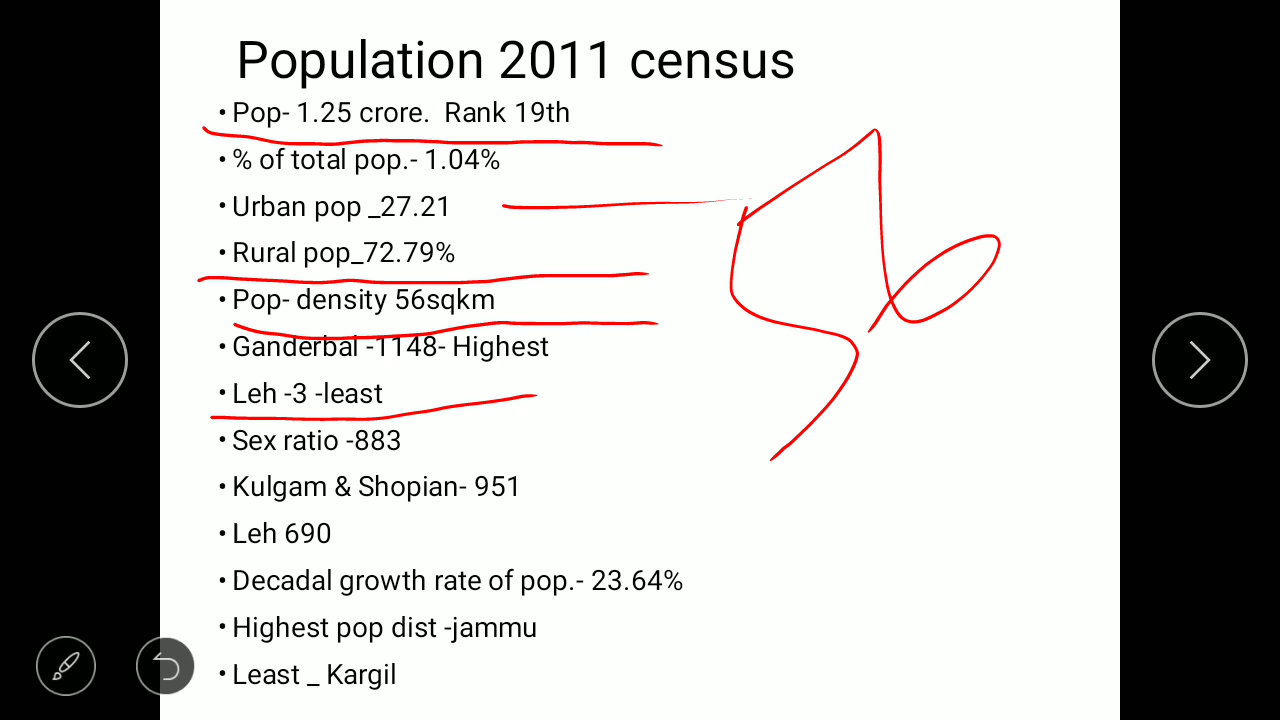 Population 2011 census
• Pop- 1.25 crore.  Rank 19th
• % of total pop.- 1.04%
• Urban pop _27.21
• Rural pop_72.79%
• Pop- density 56sqkm
• Ganderbal -1148- Highest
• Leh -3 -least
• Sex ratio -883
• Kulgam & Shopian- 951
• Leh 690
• Decadal growth rate of pop.- 23.64%
• Highest pop dist -jammu
• Least _ Kargil
56